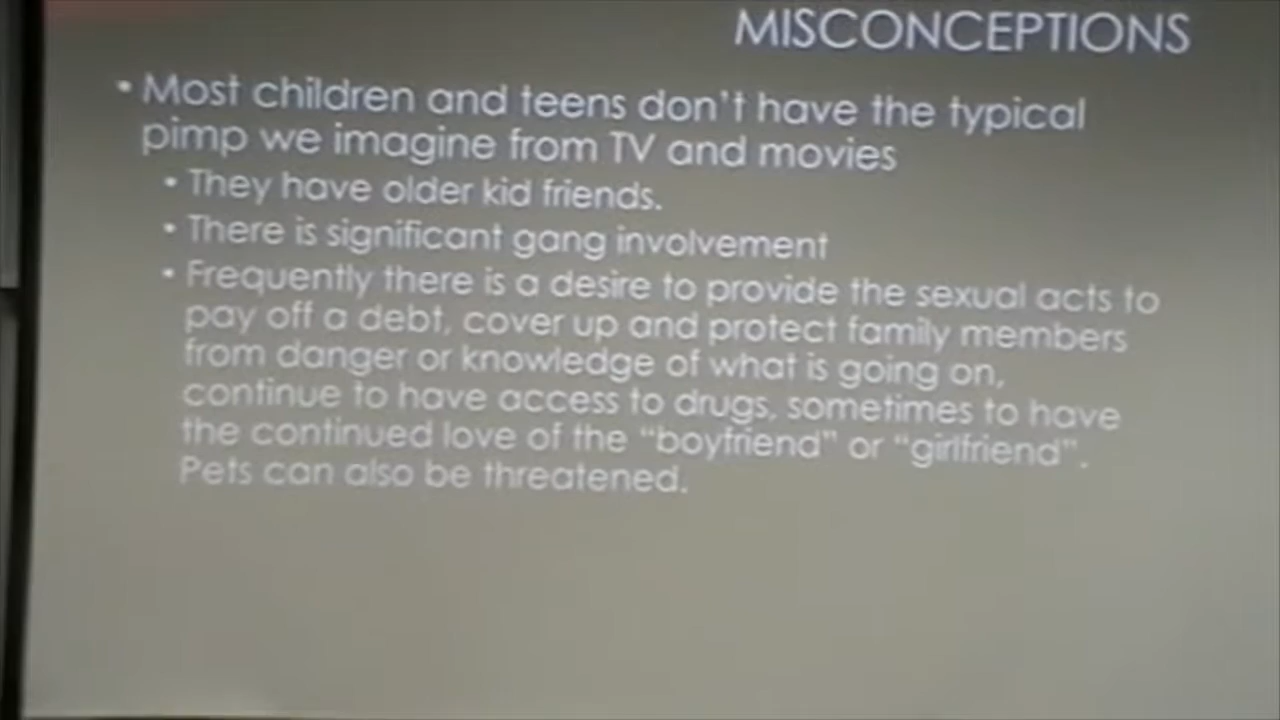 MISCONCEPTIONS
• Most children and teens don't have the typical
pimp we imagine from TV and movies
• They have older kid friends.
• There is significant gang involvement
• Frequently there is a desire to provide the sexual acts to
pay off a debt, cover up and protect family members
from danger or knowledge of what is going on,
continue to have access to drugs, sometimes to have
the continued love of the “boyfriend” or “girlfriend”.
Pets can also be threatened.